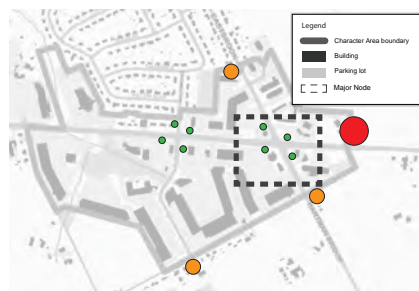 Legend
Character Area boundary
Building
Parking lot
Major Node